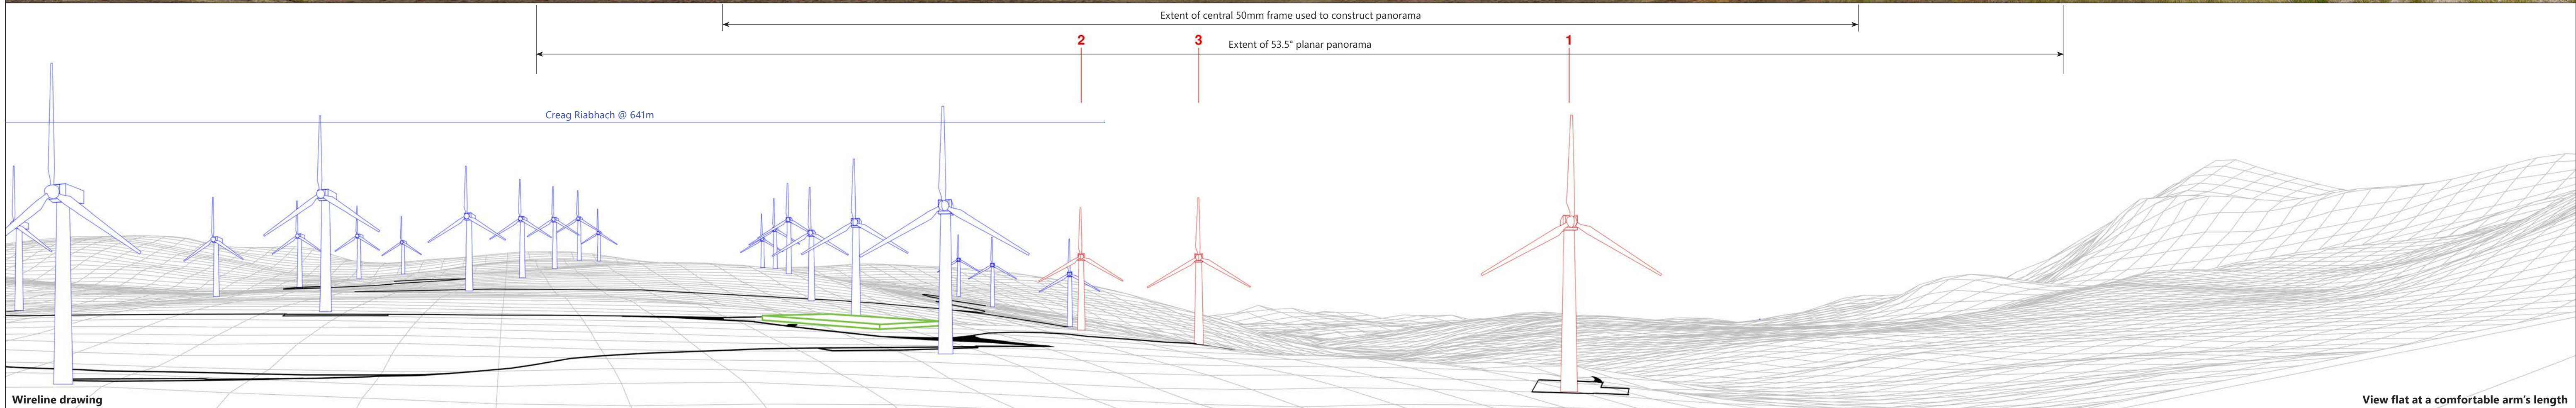 Extent of central 50mm frame used to construct panorama
2 3 1
Extent of 53.5° planar panorama
Creag Riabhach @ 641m
Wireline drawing
View flat at a comfortable arm's length